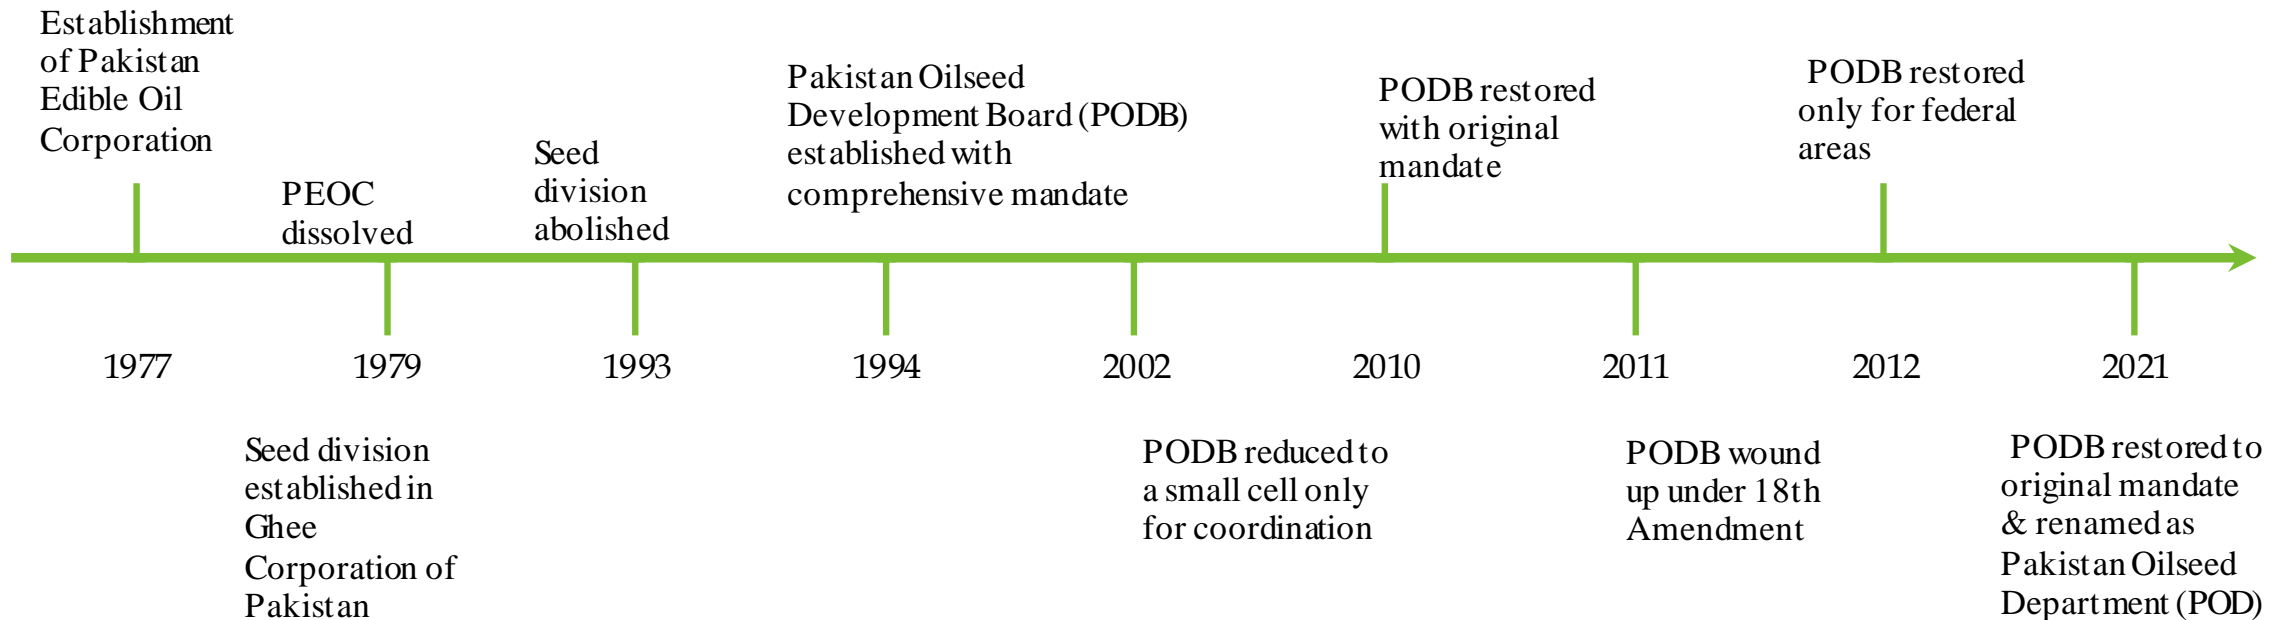 Establishment
of Pakistan
Edible Oil
Corporation
PEOC
dissolved
Seed
division
abolished
Pakistan Oilseed
Development Board (PODB)
established with
comprehensive mandate
PODB restored
with original
mandate
PODB restored
only for federal
areas
1977
1979
1993
1994
2002
2010
2011
2012
2021
Seed division
established in
Ghee
Corporation of
Pakistan
PODB reduced to
a small cell only
for coordination
PODB wound
up under 18th
Amendment
PODB restored to
original mandate
& renamed as
Pakistan Oilseed
Department (POD)